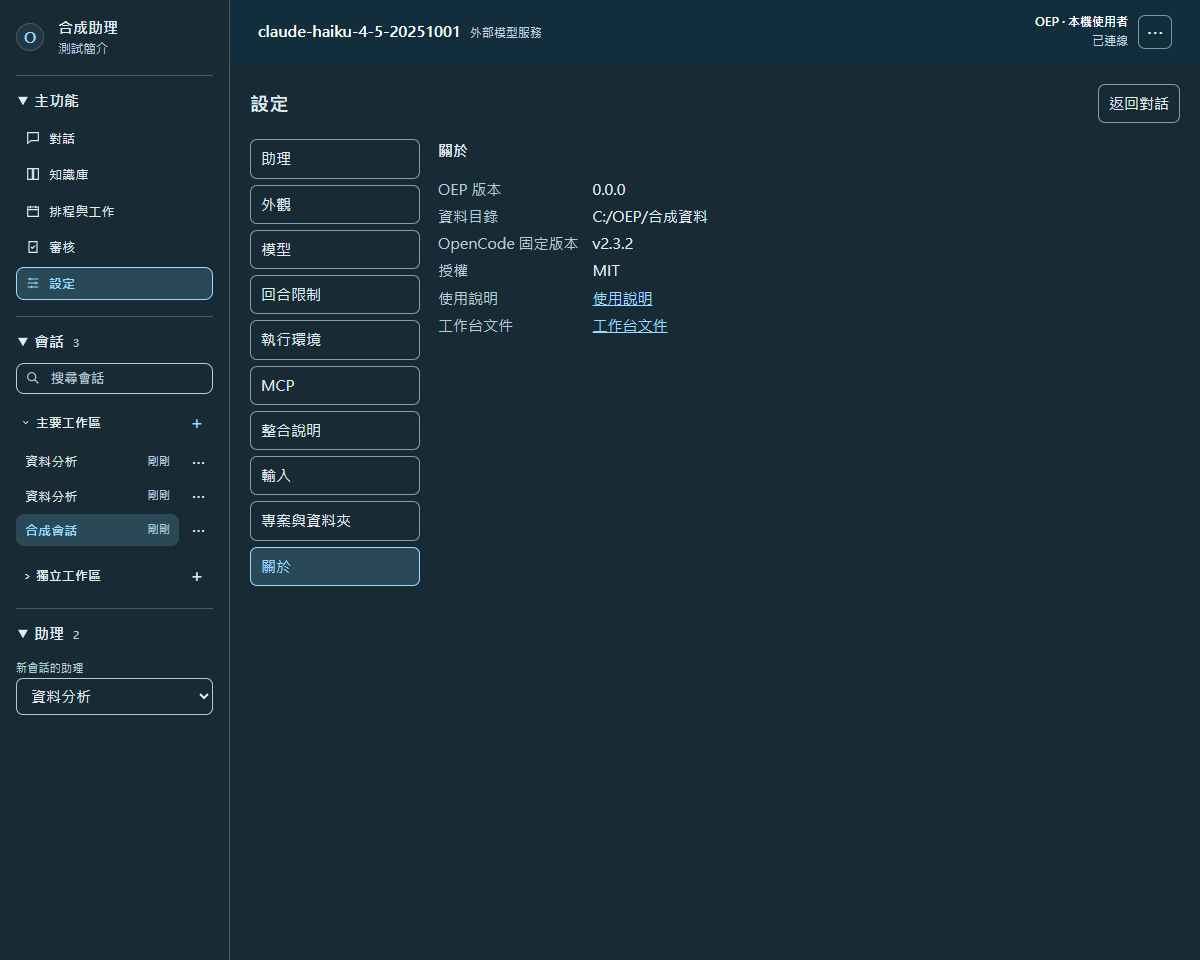 O
合成助理
測試簡介
▼ 主功能
對話
知識庫
排程與工作
審核
設定
▼ 會話 3
搜尋會話
主要工作區 +
資料分析 剛剛 ...
資料分析 剛剛 ...
合成會話 剛剛 ...
獨立工作區 +
▼ 助理 2
新會話的助理
資料分析
claude-haiku-4-5-20251001 外部模型服務
OEP · 本機使用者
已連線
...
設定
返回對話
助理
外觀
模型
回合限制
執行環境
MCP
整合說明
輸入
專案與資料夾
關於
關於
OEP 版本 0.0.0
資料目錄 C:/OEP/合成資料
OpenCode 固定版本 v2.3.2
授權 MIT
使用說明 使用說明
工作台文件 工作台文件